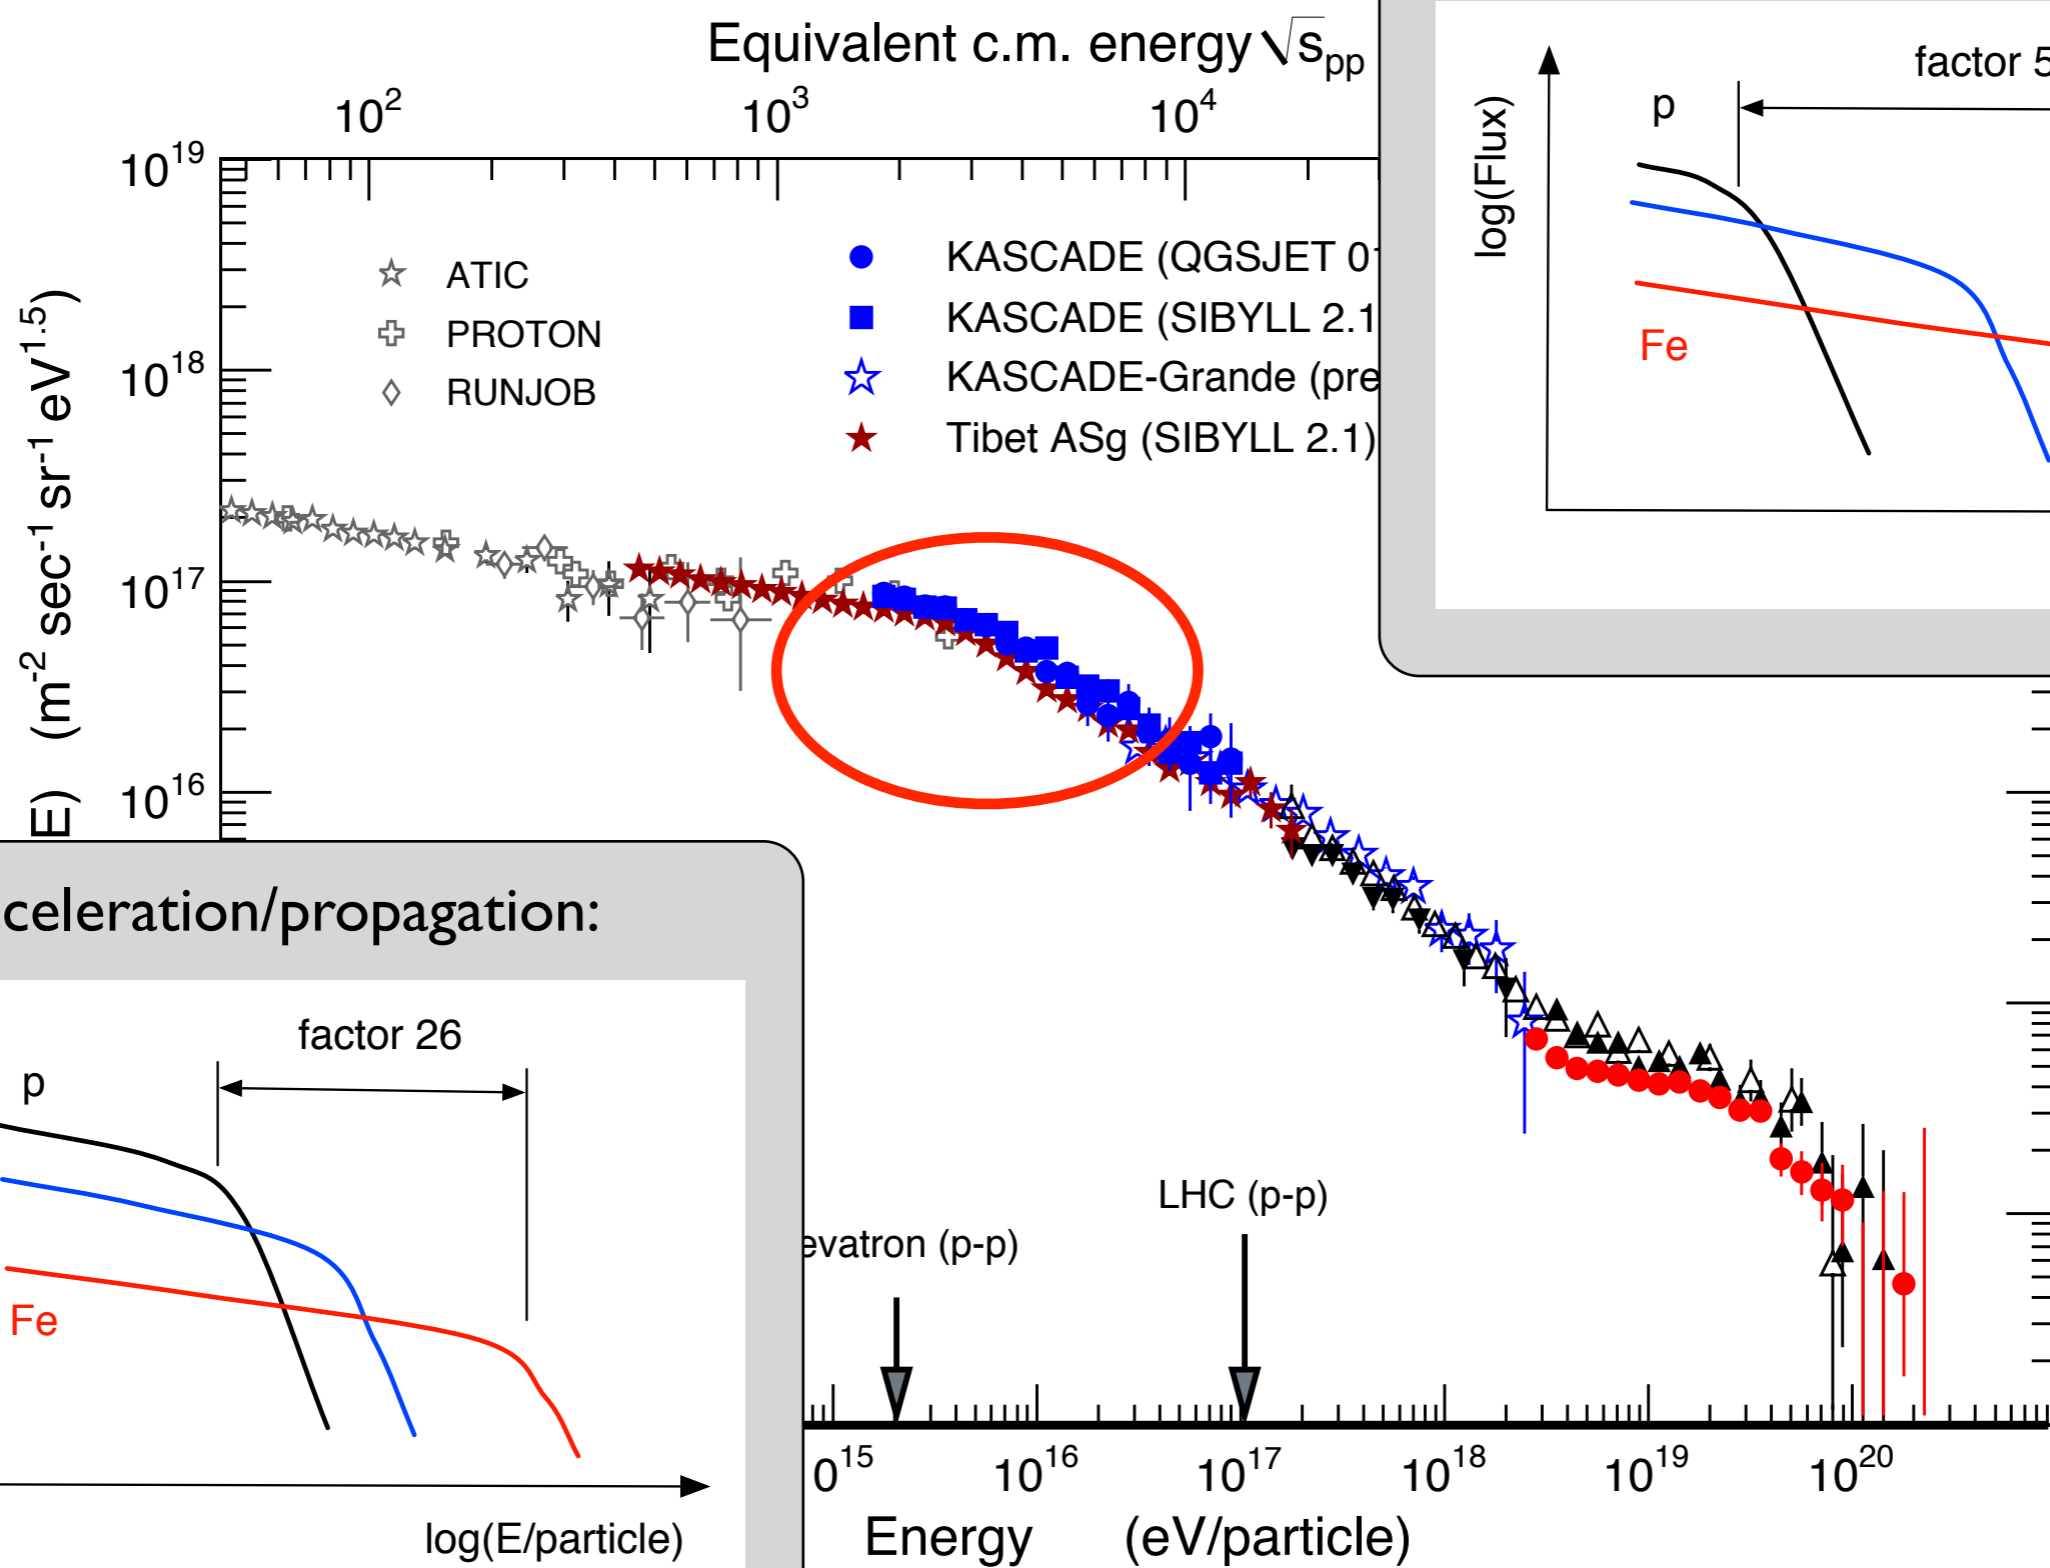 Equivalent c.m. energy √s_pp
10^2
10^3
10^4
10^19
10^18
10^17
10^16
E) (m^-2 sec^-1 sr^-1 eV^1.5)
ATIC
PROTON
RUNJOB
KASCADE (QGSJET 0
KASCADE (SIBYLL 2.1
KASCADE-Grande (pre
Tibet ASg (SIBYLL 2.1)
factor 5
p
log(Flux)
Fe
celeration/propagation:
factor 26
p
Fe
log(E/particle)
evatron (p-p)
LHC (p-p)
0^15
10^16
10^17
10^18
10^19
10^20
Energy (eV/particle)